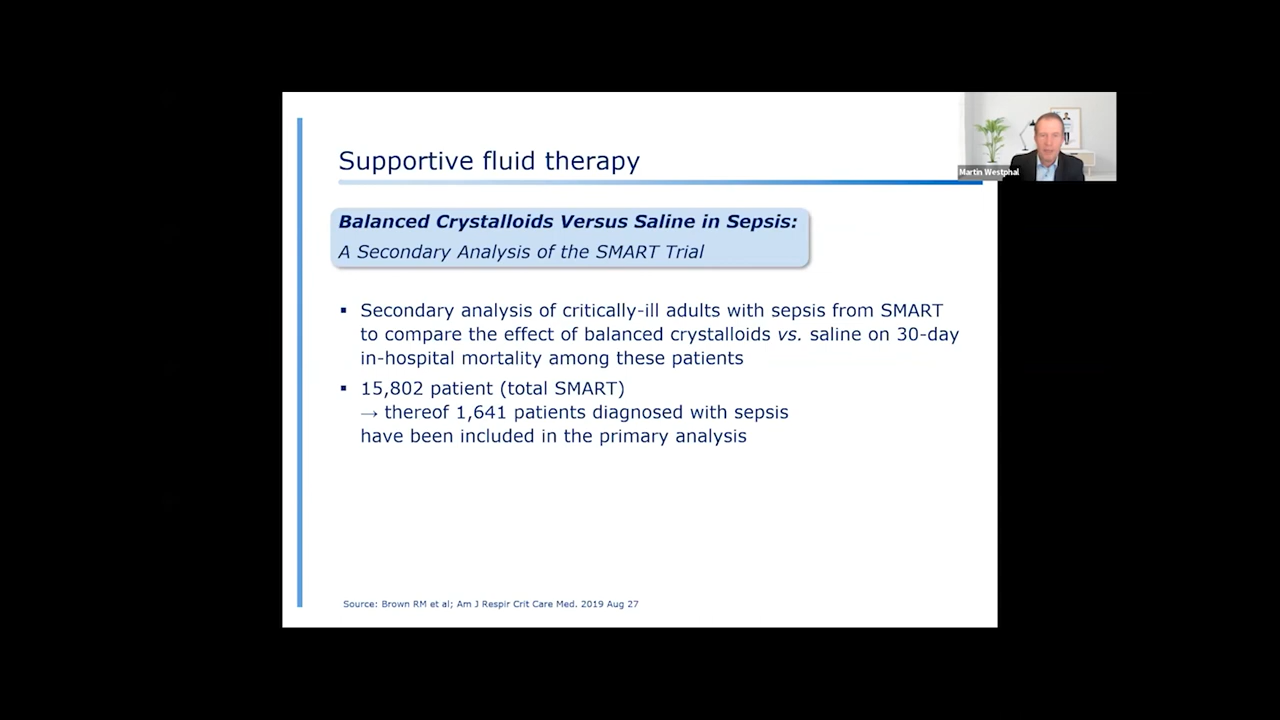 Supportive fluid therapy
Martin Westphal
Balanced Crystalloids Versus Saline in Sepsis:
A Secondary Analysis of the SMART Trial
▪ Secondary analysis of critically-ill adults with sepsis from SMART
to compare the effect of balanced crystalloids vs. saline on 30-day
in-hospital mortality among these patients
▪ 15,802 patient (total SMART)
→ thereof 1,641 patients diagnosed with sepsis
have been included in the primary analysis
Source: Brown RM et al; Am J Respir Crit Care Med. 2019 Aug 27